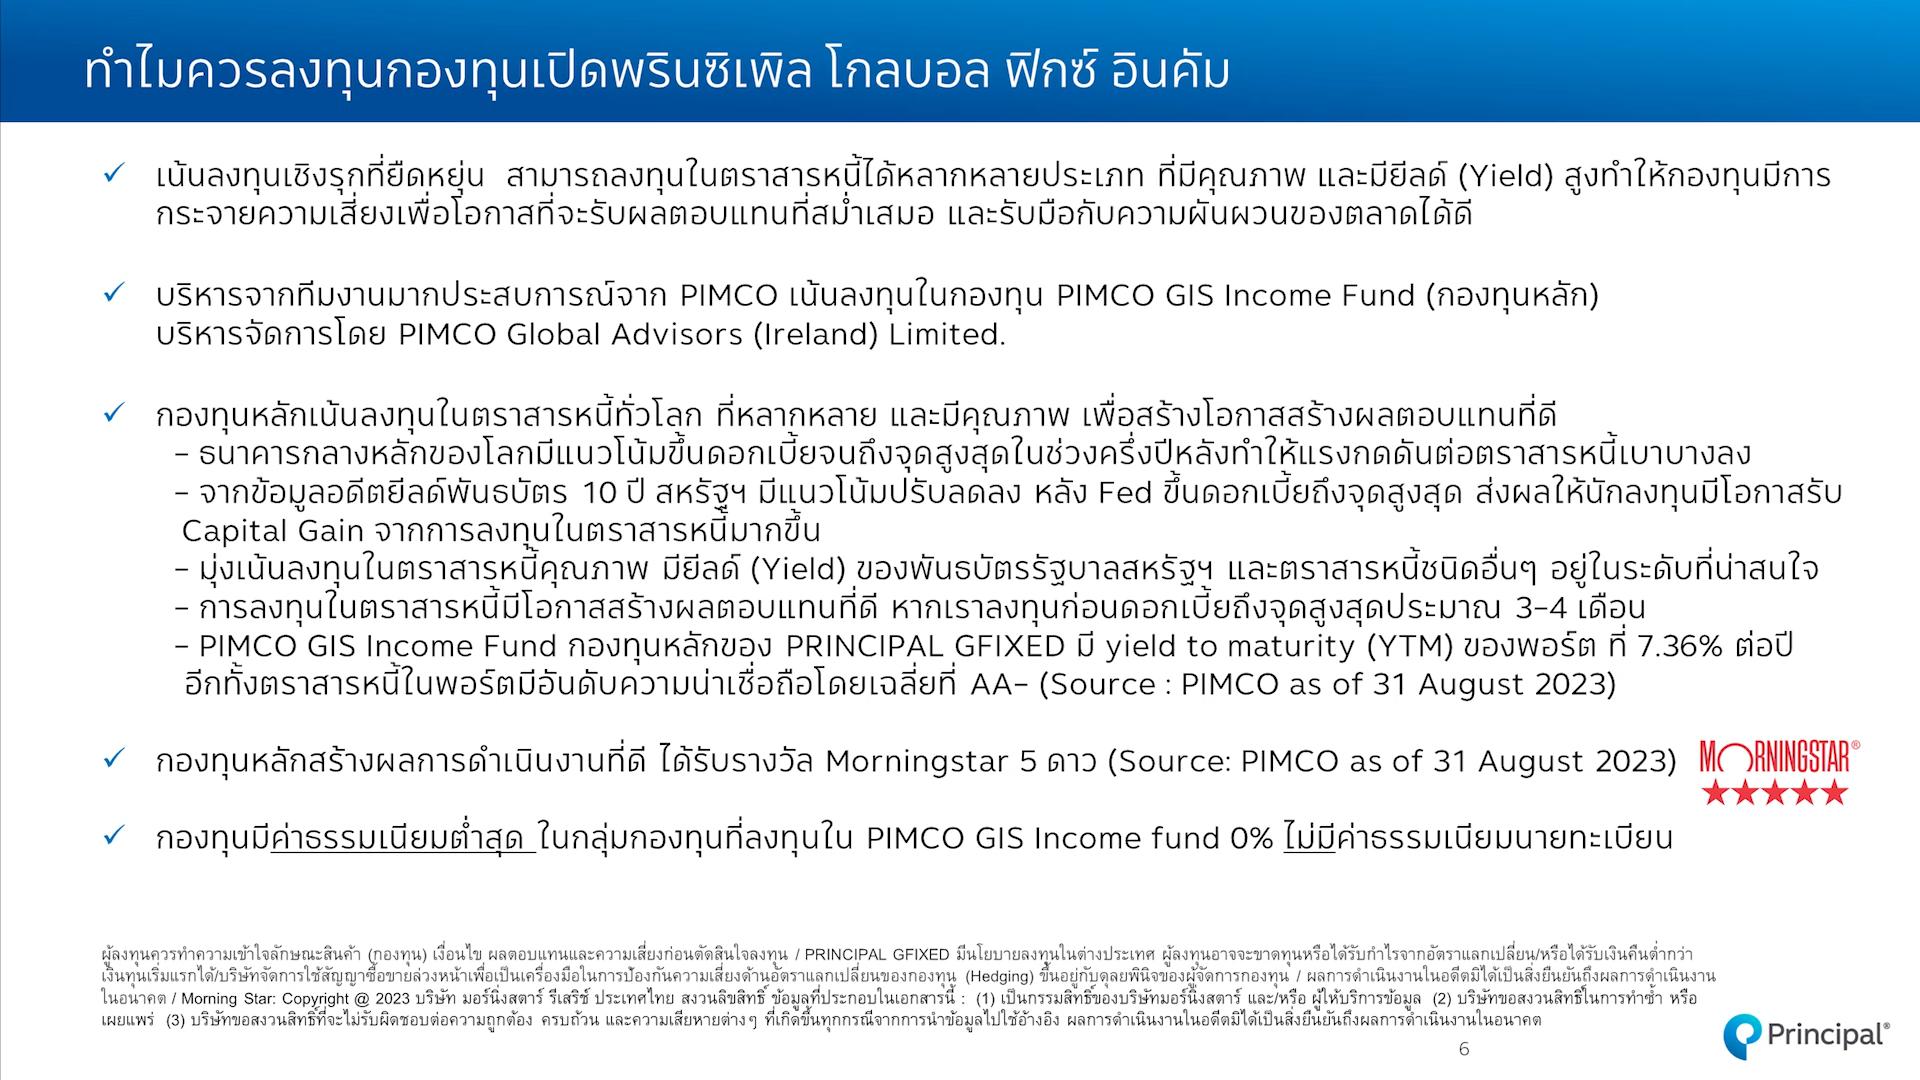 ทำไมควรลงทุนกองทุนเปิดพรินซิเพิล โกลบอล ฟิกซ์ อินคัม
✓ เน้นลงทุนเชิงรุกที่ยืดหยุ่น สามารถลงทุนในตราสารหนี้ได้หลากหลายประเภท ที่มีคุณภาพ และมียีลด์ (Yield) สูงทำให้กองทุนมีการ
กระจายความเสี่ยงเพื่อโอกาสที่จะรับผลตอบแทนที่สม่ำเสมอ และรับมือกับความผันผวนของตลาดได้ดี
✓ บริหารจากทีมงานมากประสบการณ์จาก PIMCO เน้นลงทุนในกองทุน PIMCO GIS Income Fund (กองทุนหลัก)
บริหารจัดการโดย PIMCO Global Advisors (Ireland) Limited.
✓ กองทุนหลักเน้นลงทุนในตราสารหนี้ทั่วโลก ที่หลากหลาย และมีคุณภาพ เพื่อสร้างโอกาสสร้างผลตอบแทนที่ดี
– ธนาคารกลางหลักของโลกมีแนวโน้มขึ้นดอกเบี้ยจนถึงจุดสูงสุดในช่วงครึ่งปีหลังทำให้แรงกดดันต่อตราสารหนี้เบาบางลง
– จากข้อมูลอดีตยีลด์พันธบัตร 10 ปี สหรัฐฯ มีแนวโน้มปรับลดลง หลัง Fed ขึ้นดอกเบี้ยถึงจุดสูงสุด ส่งผลให้นักลงทุนมีโอกาสรับ
Capital Gain จากการลงทุนในตราสารหนี้มากขึ้น
– มุ่งเน้นลงทุนในตราสารหนี้คุณภาพ มียีลด์ (Yield) ของพันธบัตรรัฐบาลสหรัฐฯ และตราสารหนี้ชนิดอื่นๆ อยู่ในระดับที่น่าสนใจ
– การลงทุนในตราสารหนี้มีโอกาสสร้างผลตอบแทนที่ดี หากเราลงทุนก่อนดอกเบี้ยถึงจุดสูงสุดประมาณ 3–4 เดือน
– PIMCO GIS Income Fund กองทุนหลักของ PRINCIPAL GFIXED มี yield to maturity (YTM) ของพอร์ต ที่ 7.36% ต่อปี
อีกทั้งตราสารหนี้ในพอร์ตมีอันดับความน่าเชื่อถือโดยเฉลี่ยที่ AA– (Source : PIMCO as of 31 August 2023)
✓ กองทุนหลักสร้างผลการดำเนินงานที่ดี ได้รับรางวัล Morningstar 5 ดาว (Source: PIMCO as of 31 August 2023)
MORNINGSTAR®
★★★★★
✓ กองทุนมีค่าธรรมเนียมต่ำสุด ในกลุ่มกองทุนที่ลงทุนใน PIMCO GIS Income fund 0% ไม่มีค่าธรรมเนียมนายทะเบียน
ผู้ลงทุนควรทำความเข้าใจลักษณะสินค้า (กองทุน) เงื่อนไข ผลตอบแทนและความเสี่ยงก่อนตัดสินใจลงทุน / PRINCIPAL GFIXED มีนโยบายลงทุนในต่างประเทศ ผู้ลงทุนอาจจะขาดทุนหรือได้รับกำไรจากอัตราแลกเปลี่ยน/หรือได้รับเงินคืนต่ำกว่า
เงินทุนเริ่มแรกได้/บริษัทจัดการใช้สัญญาซื้อขายล่วงหน้าเพื่อเป็นเครื่องมือในการป้องกันความเสี่ยงด้านอัตราแลกเปลี่ยนของกองทุน (Hedging) ขึ้นอยู่กับดุลยพินิจของผู้จัดการกองทุน / ผลการดำเนินงานในอดีตมิได้เป็นสิ่งยืนยันถึงผลการดำเนินงาน
ในอนาคต / Morning Star: Copyright @ 2023 บริษัท มอร์นิ่งสตาร์ รีเสริช์ ประเทศไทย สงวนลิขสิทธิ์ ข้อมูลที่ประกอบในเอกสารนี้ : (1) เป็นกรรมสิทธิ์ของบริษัทมอร์นิ่งสตาร์ และ/หรือ ผู้ให้บริการข้อมูล (2) บริษัทขอสงวนสิทธิ์ในการทำซ้ำ หรือ
เผยแพร่ (3) บริษัทขอสงวนสิทธิ์ที่จะไม่รับผิดชอบต่อความถูกต้อง ครบถ้วน และความเสียหายต่างๆ ที่เกิดขึ้นทุกกรณีจากการนำข้อมูลไปใช้อ้างอิง ผลการดำเนินงานในอดีตมิได้เป็นสิ่งยืนยันถึงผลการดำเนินงานในอนาคต
6
Principal®